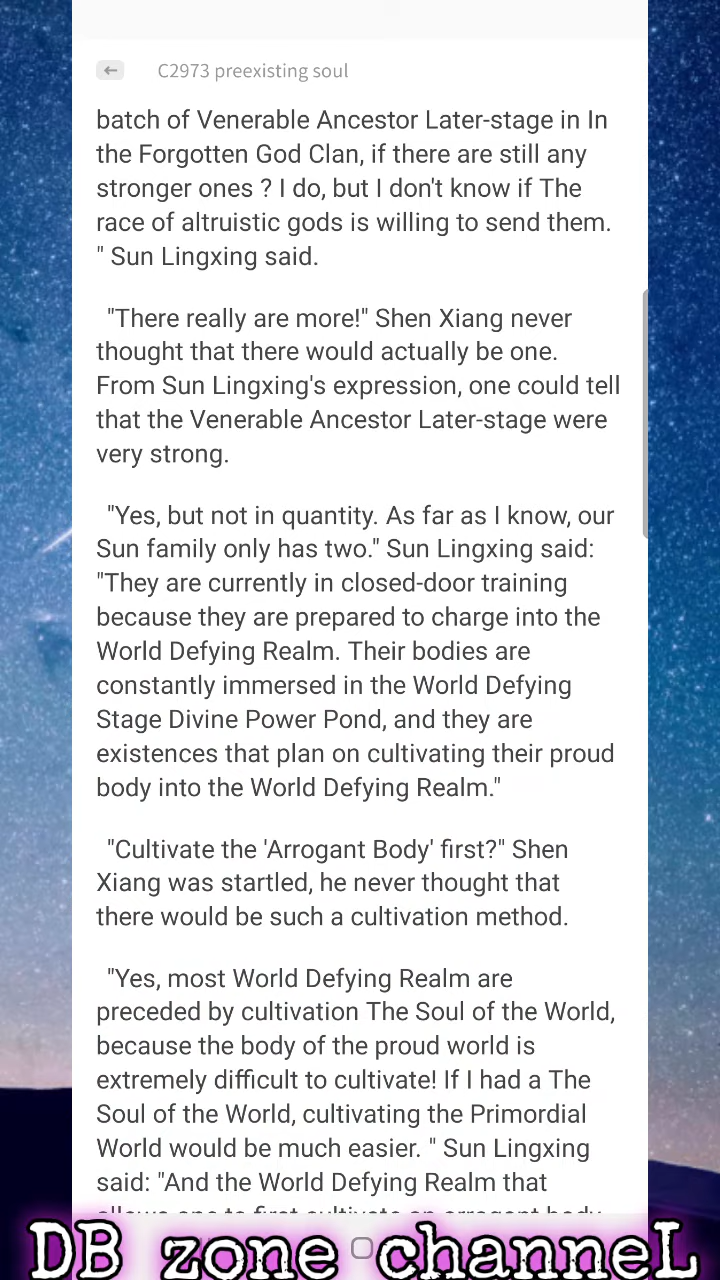 C2973 preexisting soul
batch of Venerable Ancestor Later-stage in In
the Forgotten God Clan, if there are still any
stronger ones ? I do, but I don't know if The
race of altruistic gods is willing to send them.
" Sun Lingxing said.
"There really are more!" Shen Xiang never
thought that there would actually be one.
From Sun Lingxing's expression, one could tell
that the Venerable Ancestor Later-stage were
very strong.
"Yes, but not in quantity. As far as I know, our
Sun family only has two." Sun Lingxing said:
"They are currently in closed-door training
because they are prepared to charge into the
World Defying Realm. Their bodies are
constantly immersed in the World Defying
Stage Divine Power Pond, and they are
existences that plan on cultivating their proud
body into the World Defying Realm."
"Cultivate the 'Arrogant Body' first?" Shen
Xiang was startled, he never thought that
there would be such a cultivation method.
"Yes, most World Defying Realm are
preceded by cultivation The Soul of the World,
because the body of the proud world is
extremely difficult to cultivate! If I had a The
Soul of the World, cultivating the Primordial
World would be much easier. " Sun Lingxing
said: "And the World Defying Realm that
DB zone channeL